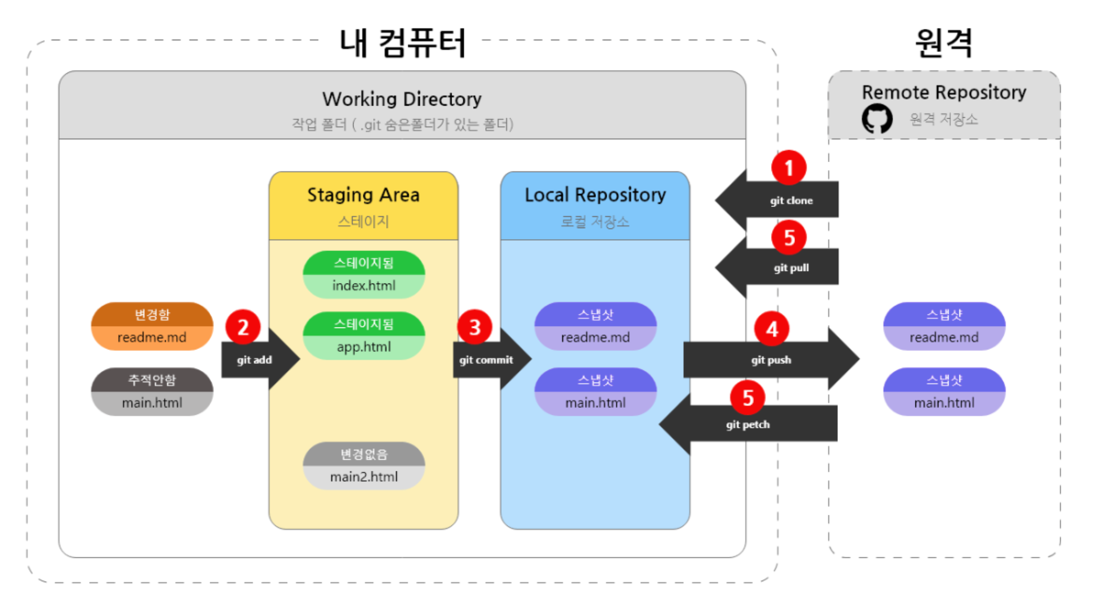 내 컴퓨터
원격
Working Directory
작업 폴더 ( .git 숨은폴더가 있는 폴더)
Remote Repository
원격 저장소
Staging Area
스테이지
Local Repository
로컬 저장소
1
git clone
5
git pull
스테이지됨
index.html
변경함
readme.md
2
git add
스테이지됨
app.html
3
git commit
스냅샷
readme.md
4
git push
스냅샷
readme.md
추적안함
main.html
스냅샷
main.html
5
git petch
스냅샷
main.html
변경없음
main2.html